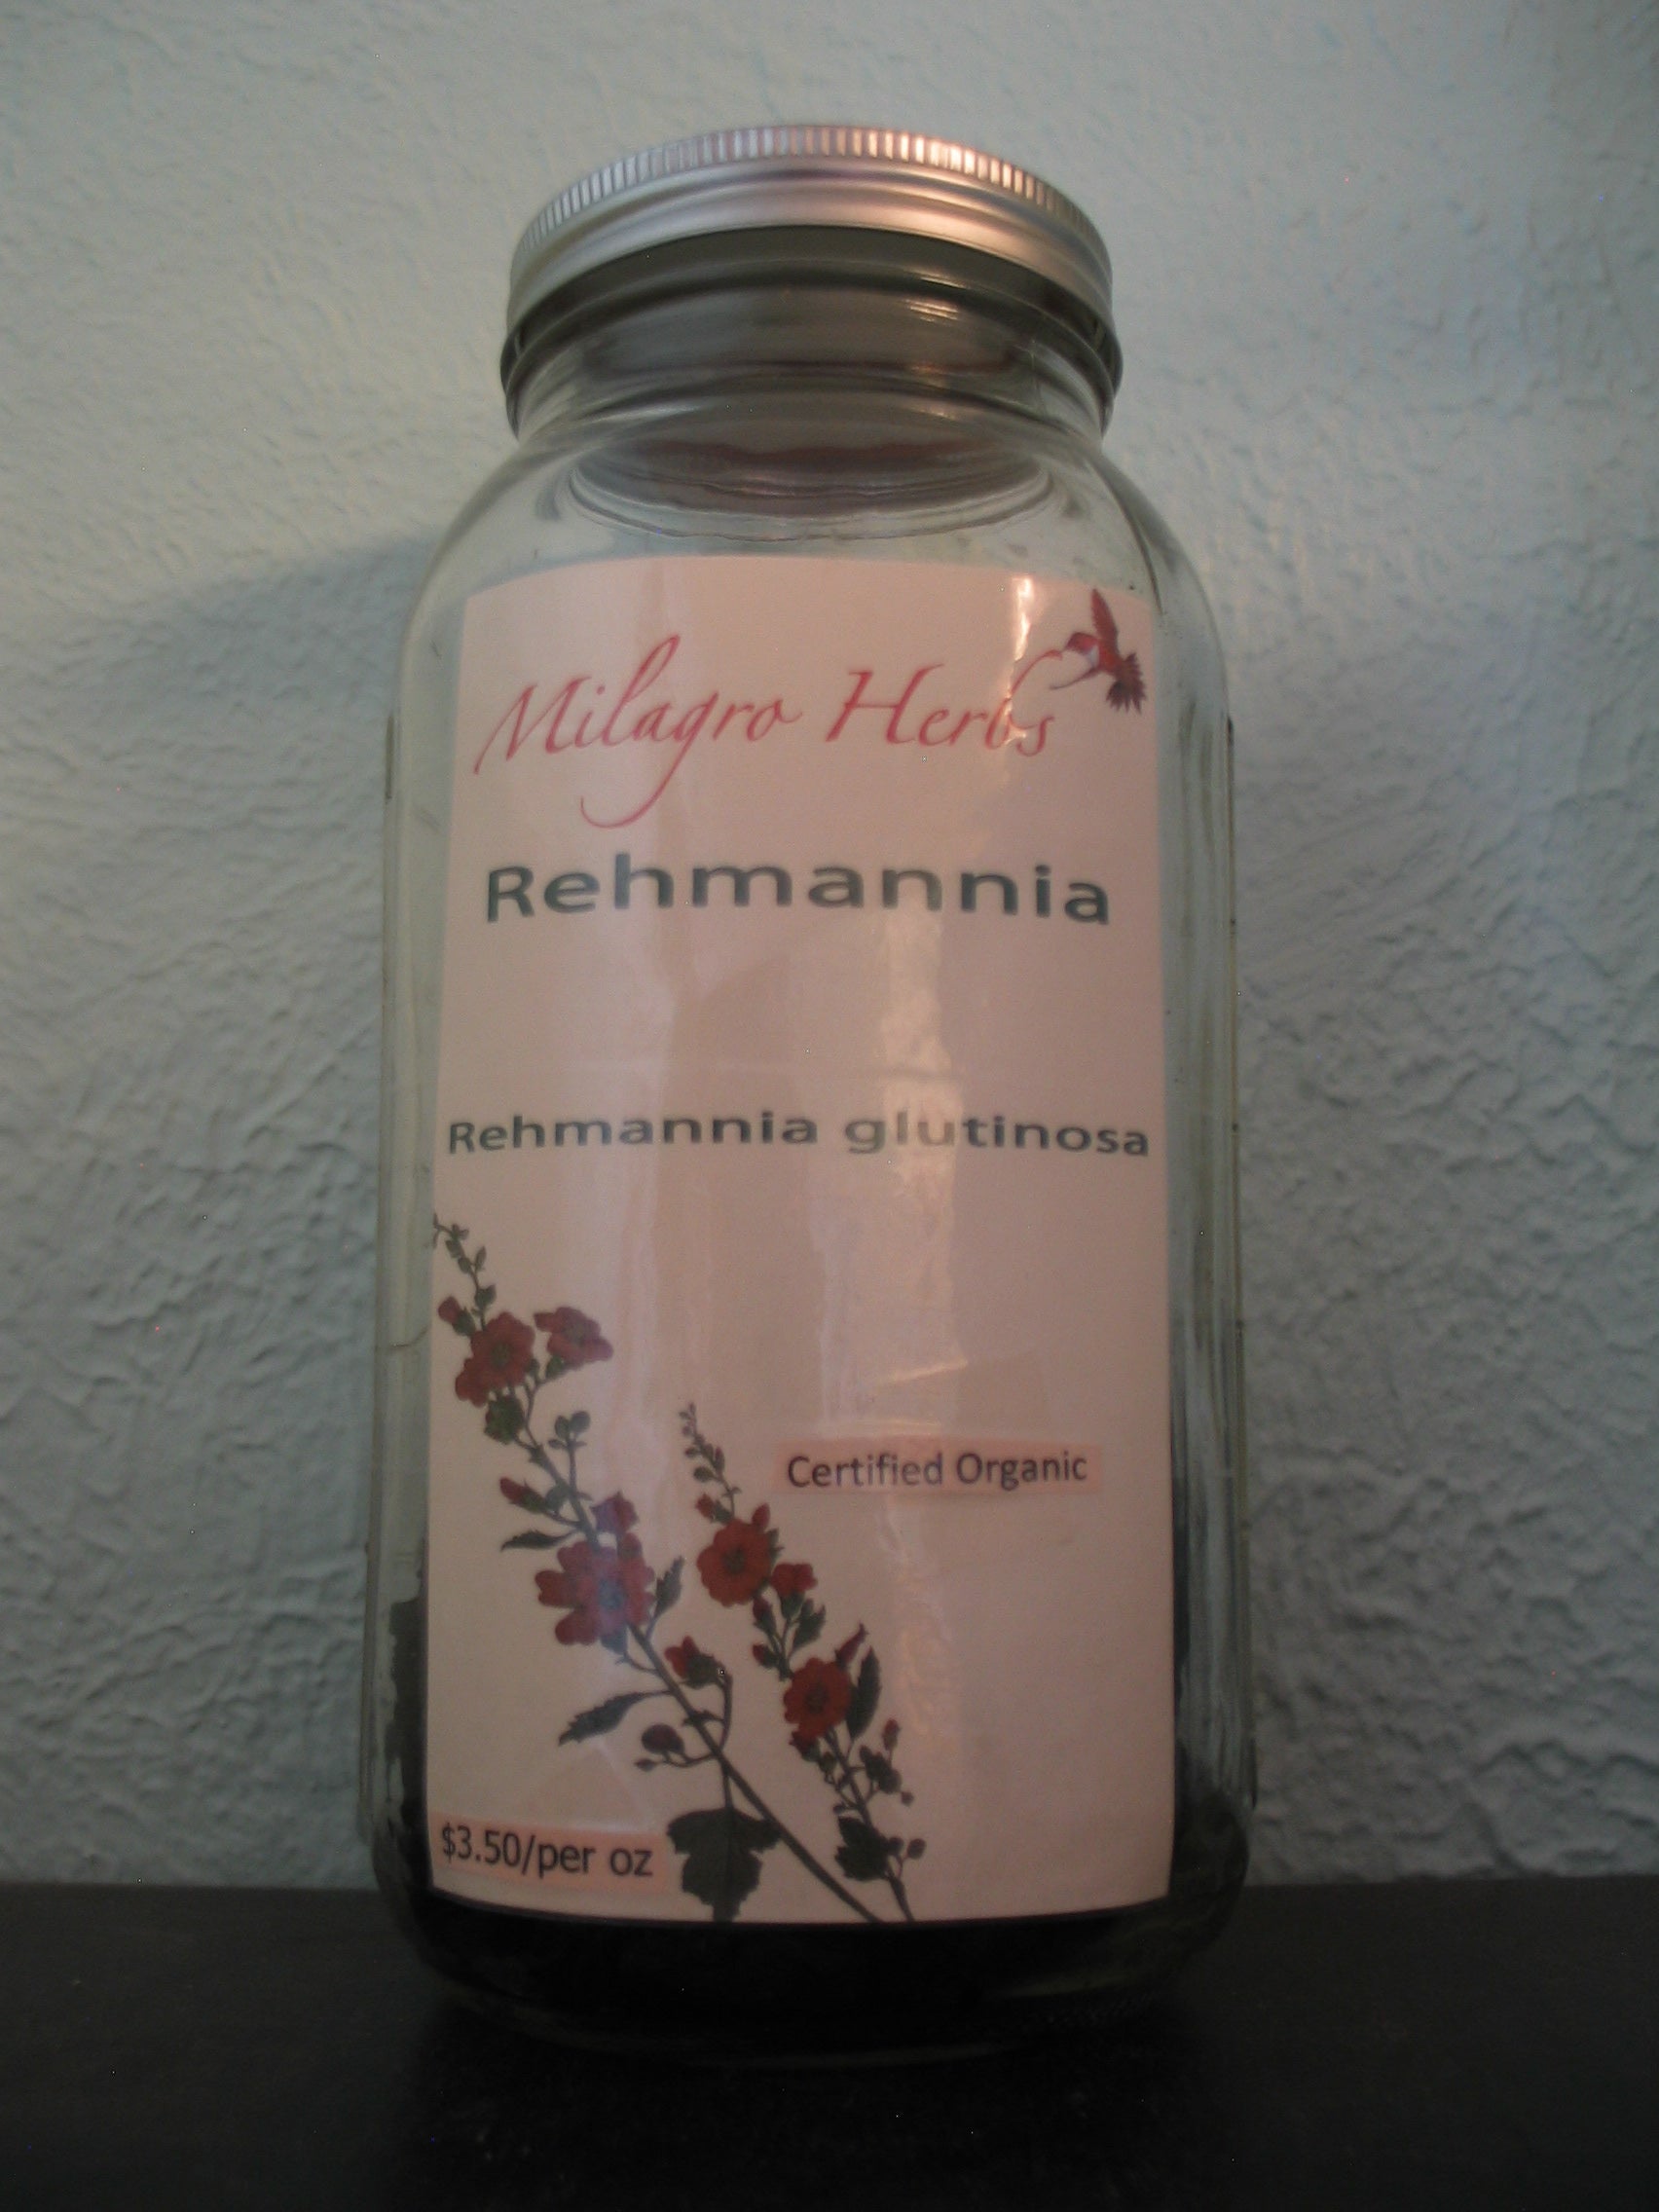 Milagro Herbs
Rehmannia
Rehmannia glutinosa
Certified Organic
$3.50/per oz